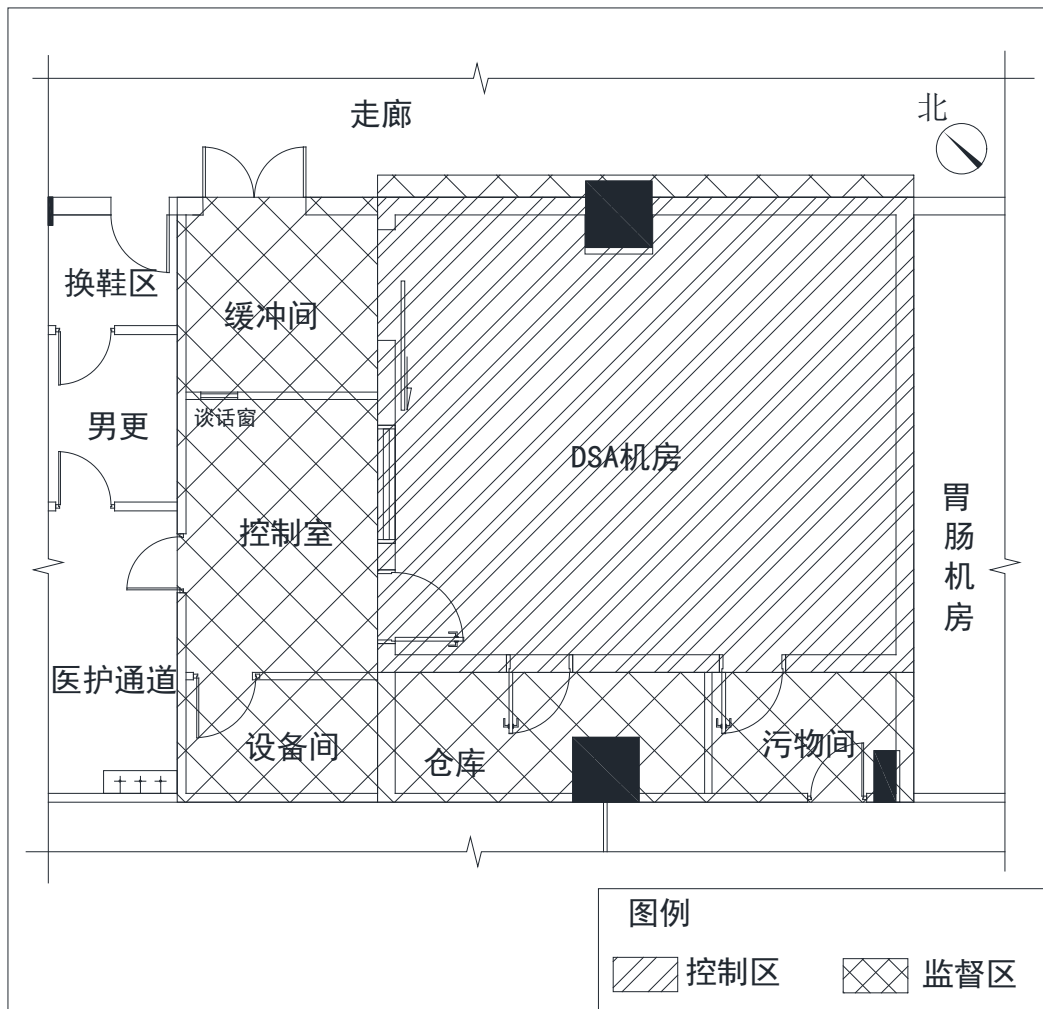 走廊
北
换鞋区
缓冲间
男更
谈话窗
DSA机房
控制室
胃肠机房
医护通道
设备间
仓库
污物间
图例
控制区
监督区